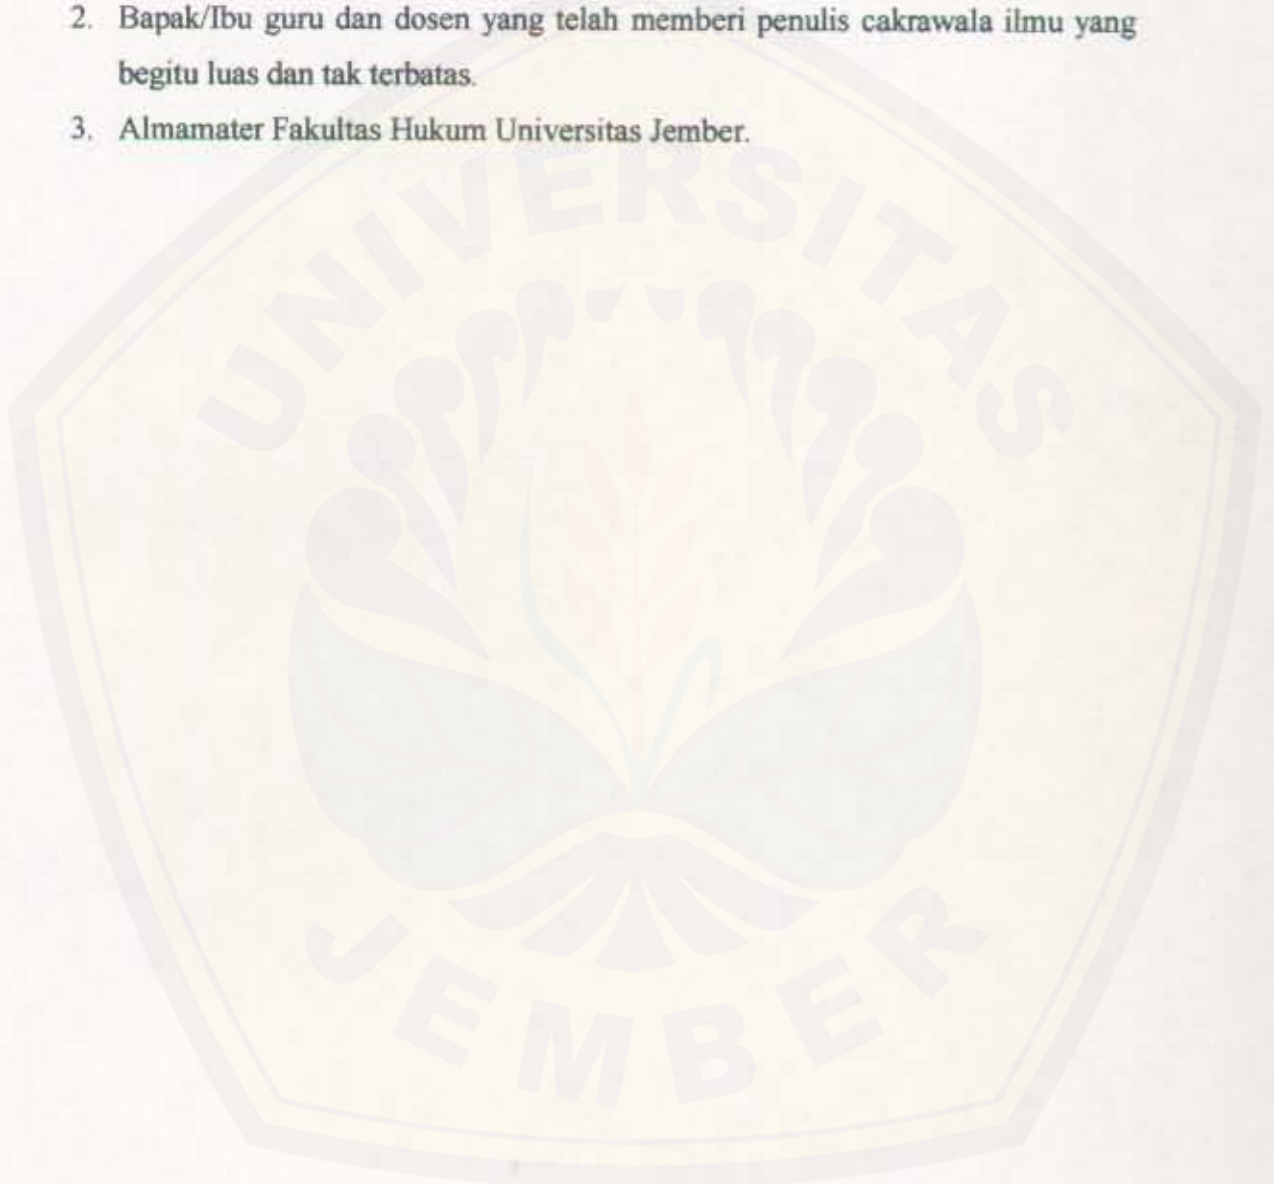 2. Bapak/Ibu guru dan dosen yang telah memberi penulis cakrawala ilmu yang
begitu luas dan tak terbatas.
3. Almamater Fakultas Hukum Universitas Jember.
UNIVERSITAS
JEMBER